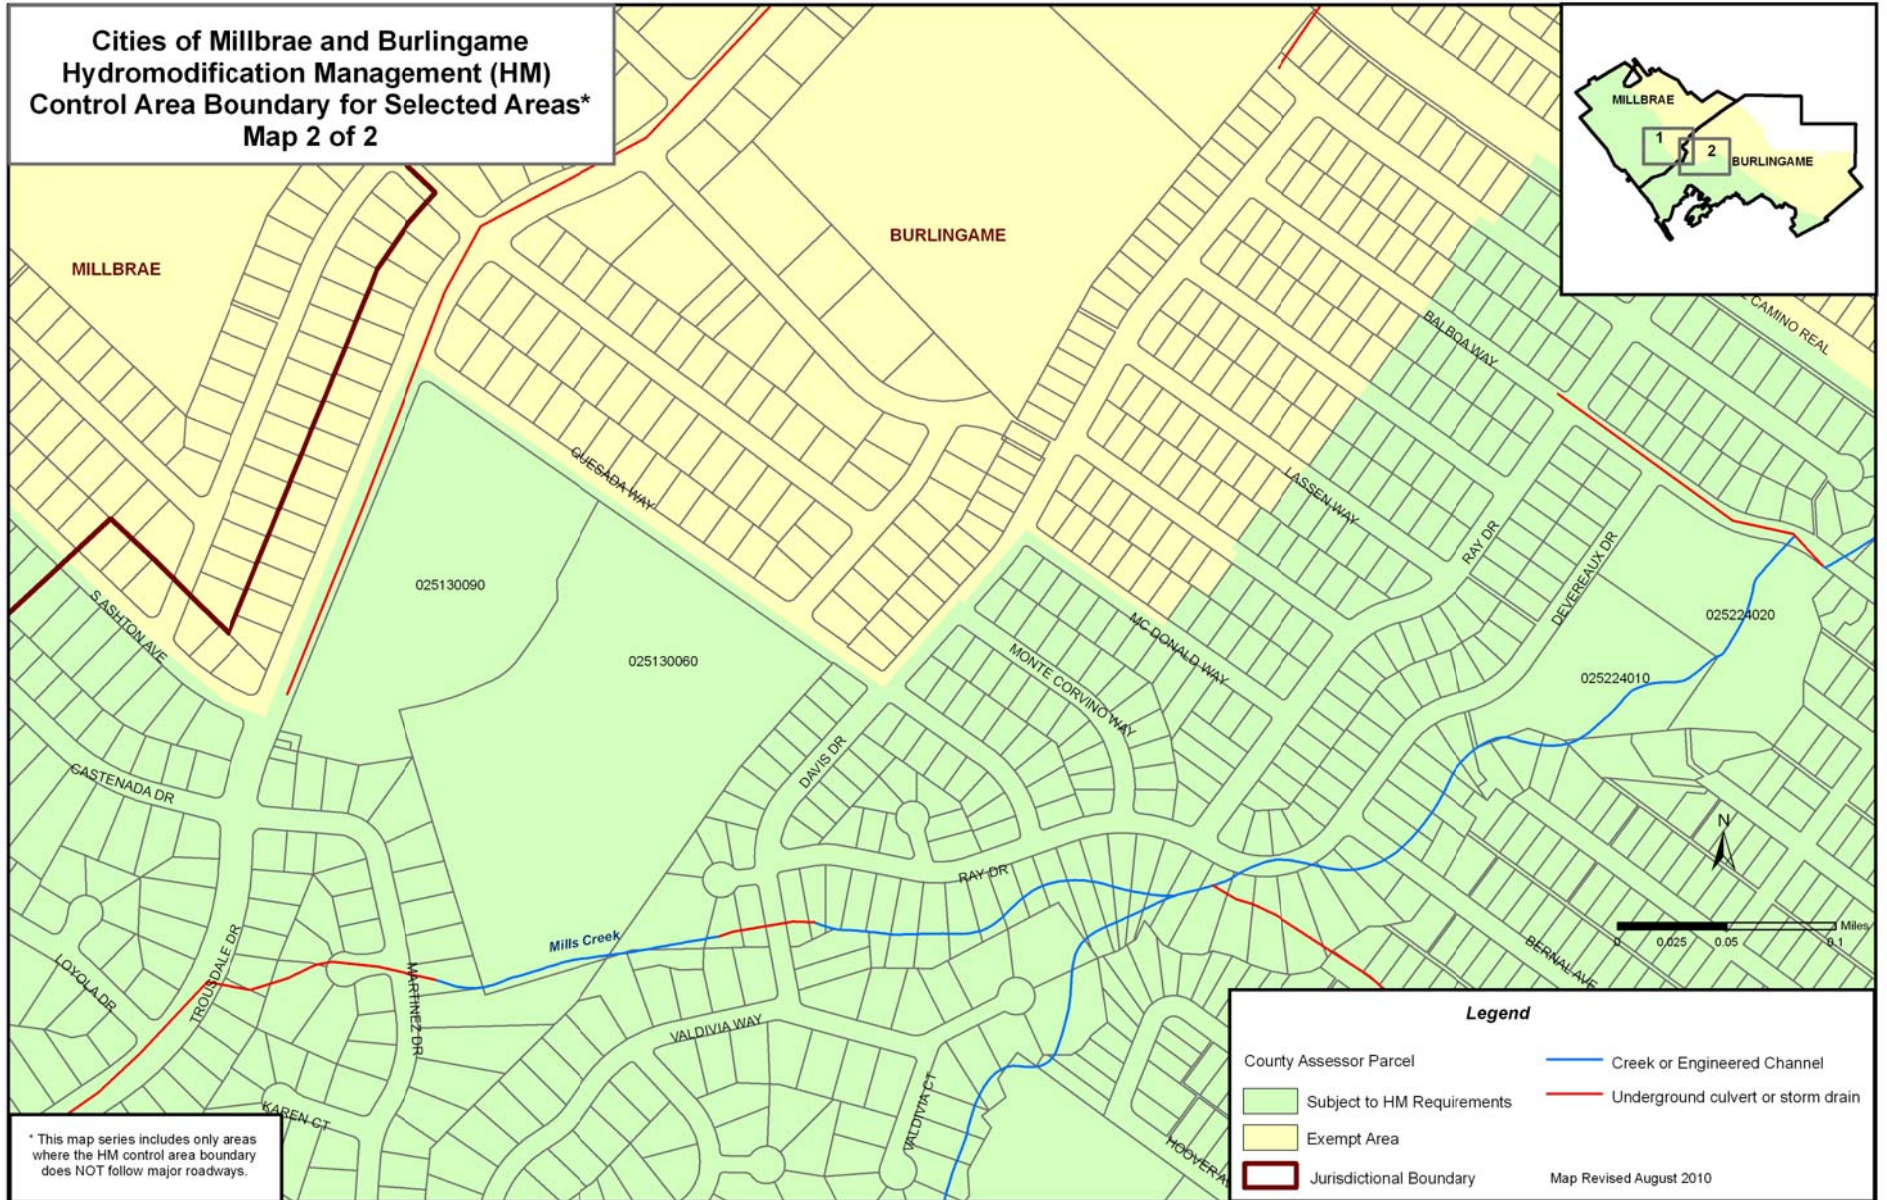 Cities of Millbrae and Burlingame
Hydromodification Management (HM)
Control Area Boundary for Selected Areas*
Map 2 of 2
MILLBRAE
1
2
BURLINGAME
BURLINGAME
MILLBRAE
CAMINO REAL
BALBOA WAY
QUESADA WAY
LASSEN WAY
RAY DR
DEVEREAUX DR
025130090
025224020
S ASHTON AVE
MC DONALD WAY
025130060
MONTE CORVINO WAY
025224010
DAVIS DR
CASTENADA DR
N
RAY DR
Miles
0 0.025 0.05 0.1
Mills Creek
BERNAL AVE
TROUSDALE DR
LOYOLA DR
MARTINEZ DR
VALDIVIA WAY
VALDIVIA CT
KAREN CT
HOOVER A
Legend
County Assessor Parcel
Creek or Engineered Channel
Subject to HM Requirements
Underground culvert or storm drain
Exempt Area
Jurisdictional Boundary
Map Revised August 2010
* This map series includes only areas
where the HM control area boundary
does NOT follow major roadways.